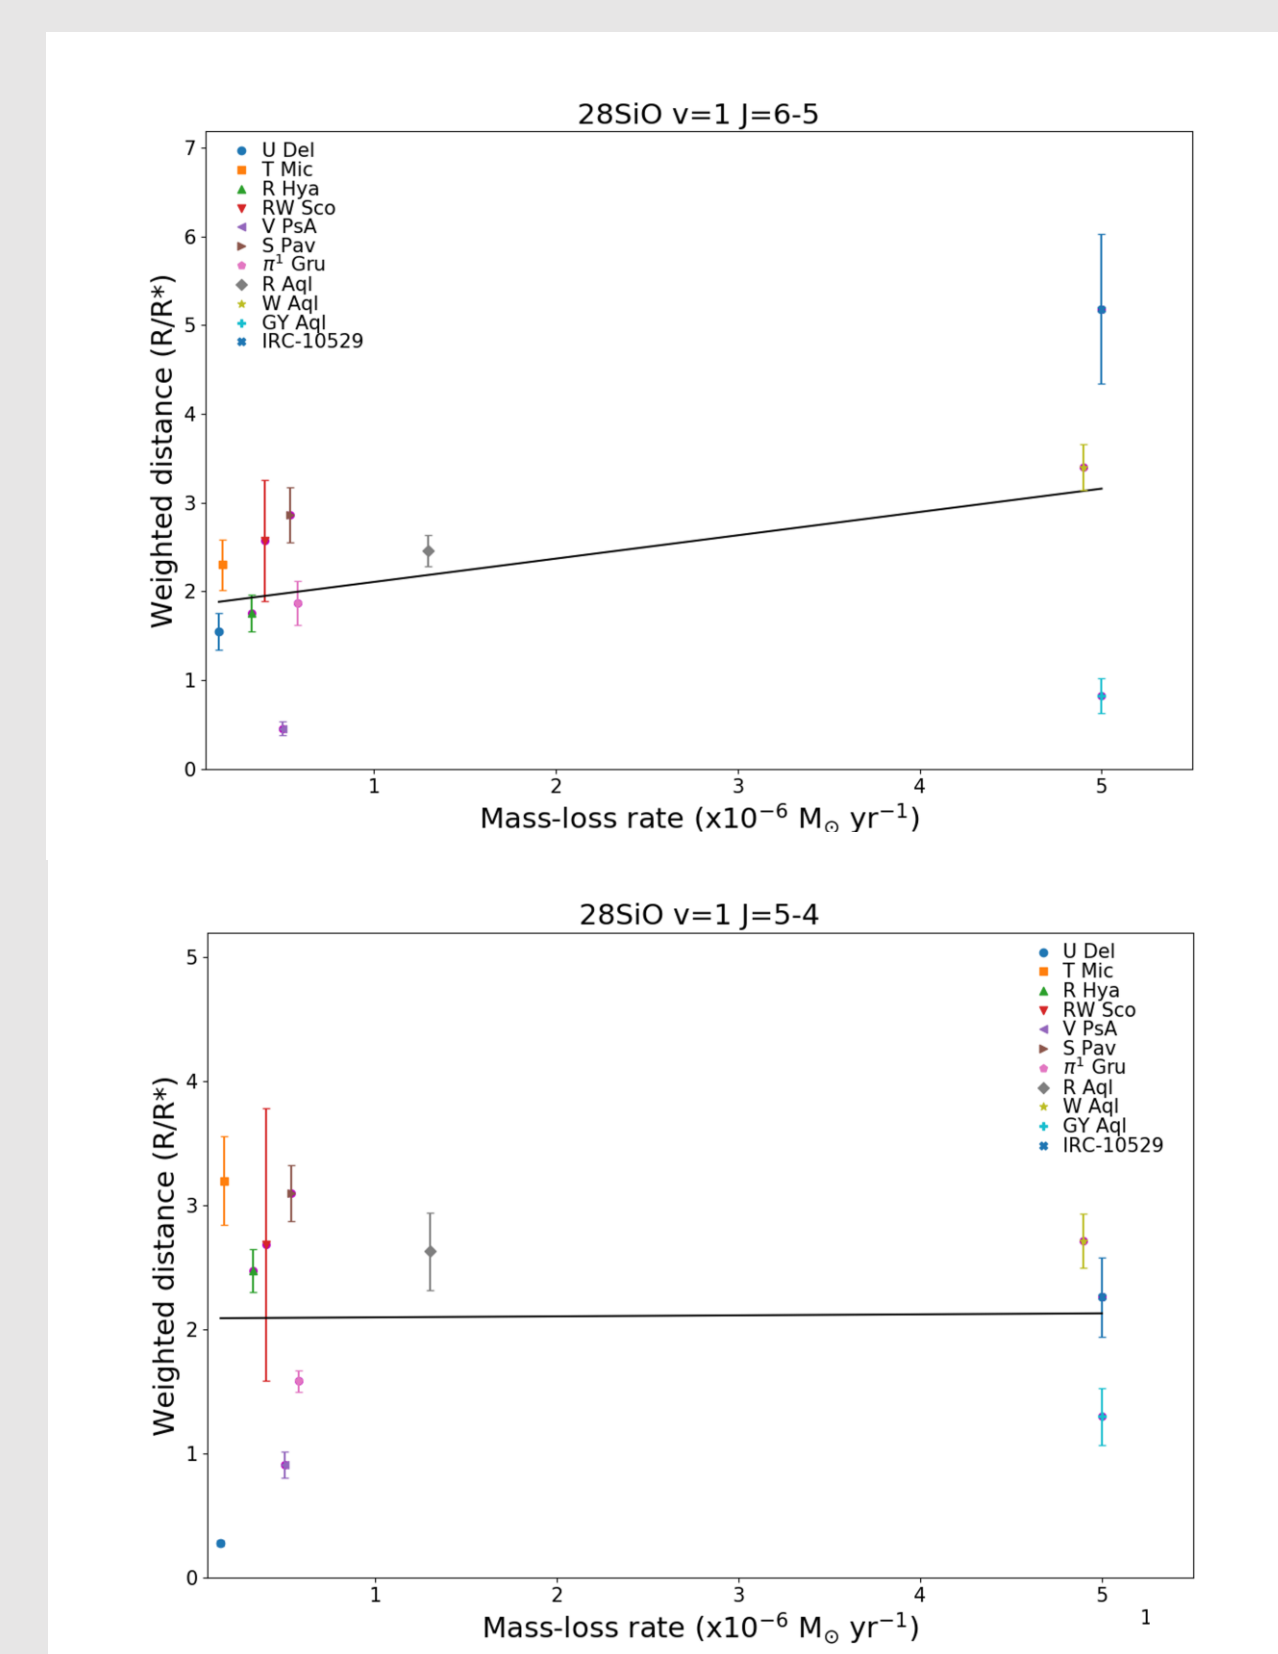 28SiO v=1 J=6-5
7
6
5
4
3
2
1
0
Weighted distance (R/R*)
U Del
T Mic
R Hya
RW Sco
V PsA
S Pav
π¹ Gru
R Aql
W Aql
GY Aql
IRC-10529
1 2 3 4 5
Mass-loss rate (x10⁻⁶ M⊙ yr⁻¹)
28SiO v=1 J=5-4
5
4
3
2
1
0
Weighted distance (R/R*)
U Del
T Mic
R Hya
RW Sco
V PsA
S Pav
π¹ Gru
R Aql
W Aql
GY Aql
IRC-10529
1 2 3 4 5
Mass-loss rate (x10⁻⁶ M⊙ yr⁻¹)
1